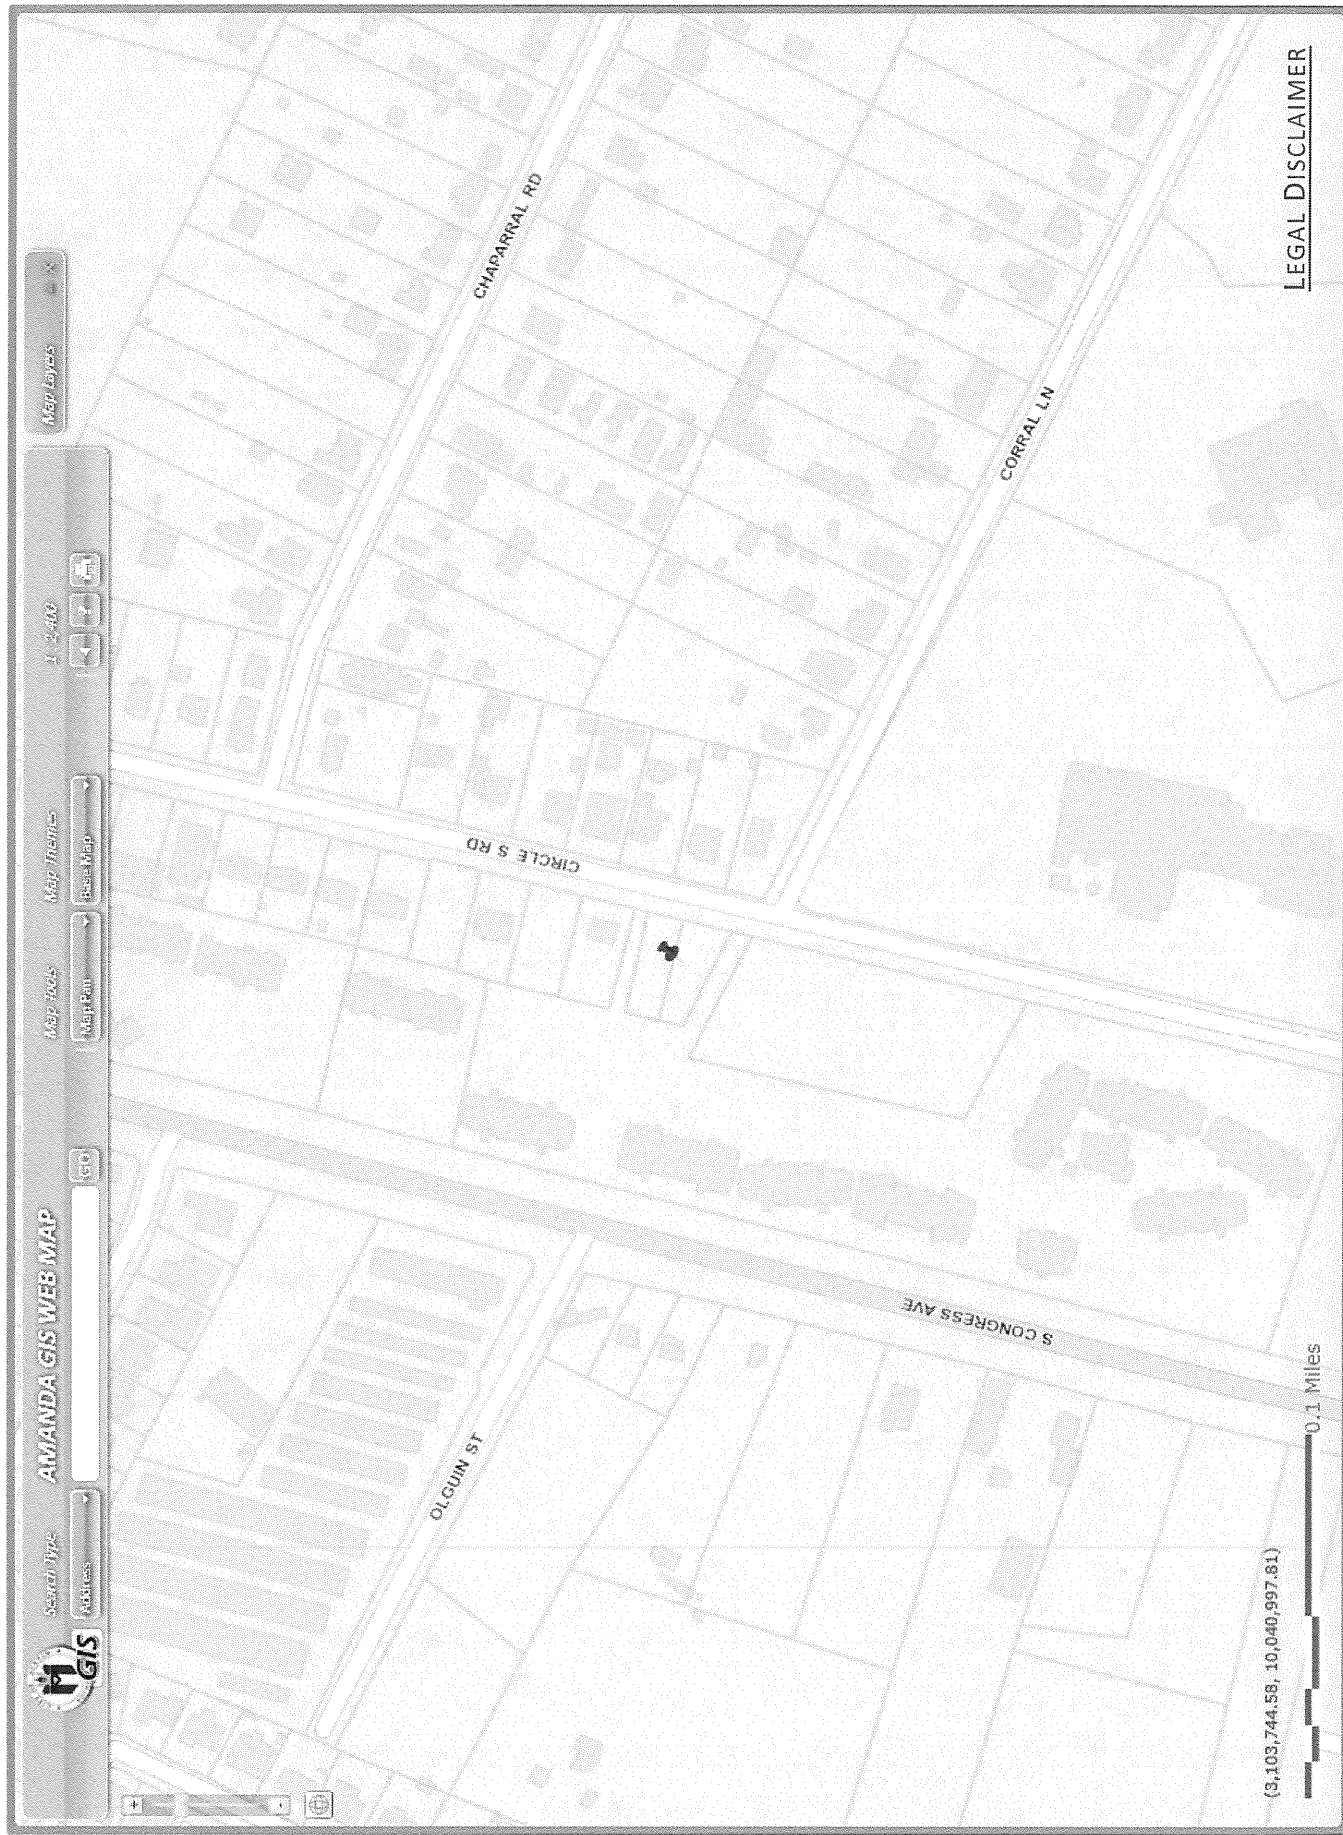 AMANDA GIS WEB MAP
GIS
Search Type
Map Tools
Map Themes
1: 2,400
Address
GO
Map Pan
Base Map
?
Map Layers
+
-
OLGUIN ST
S CONGRESS AVE
CIRCLE S RD
CHAPARRAL RD
CORRAL LN
(3,103,744.58, 10,040,997.81)
0.1 Miles
LEGAL DISCLAIMER